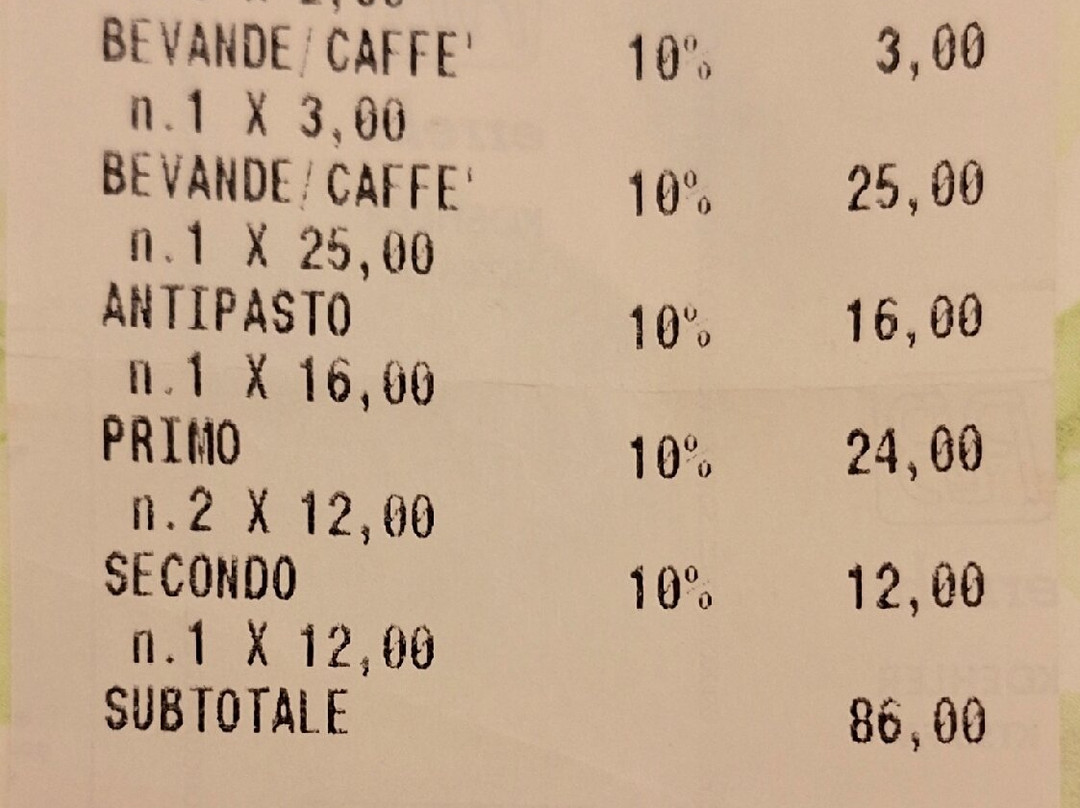 BEVANDE/CAFFE' 10% 3,00
n.1 X 3,00
BEVANDE/CAFFE' 10% 25,00
n.1 X 25,00
ANTIPASTO 10% 16,00
n.1 X 16,00
PRIMO 10% 24,00
n.2 X 12,00
SECONDO 10% 12,00
n.1 X 12,00
SUBTOTALE 86,00